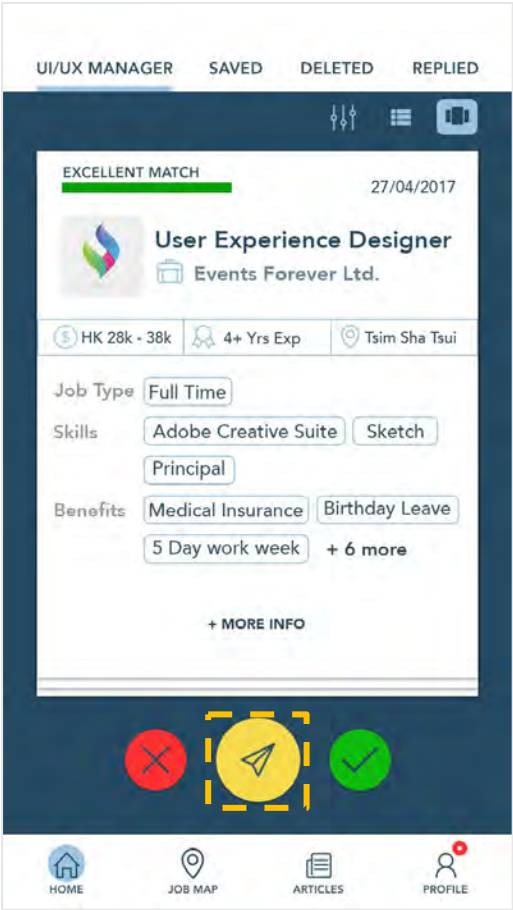 UI/UX MANAGER SAVED DELETED REPLIED
EXCELLENT MATCH
27/04/2017
User Experience Designer
Events Forever Ltd.
$ HK 28k - 38k 4+ Yrs Exp Tsim Sha Tsui
Job Type Full Time
Skills Adobe Creative Suite Sketch
Principal
Benefits Medical Insurance Birthday Leave
5 Day work week + 6 more
+ MORE INFO
HOME JOB MAP ARTICLES PROFILE